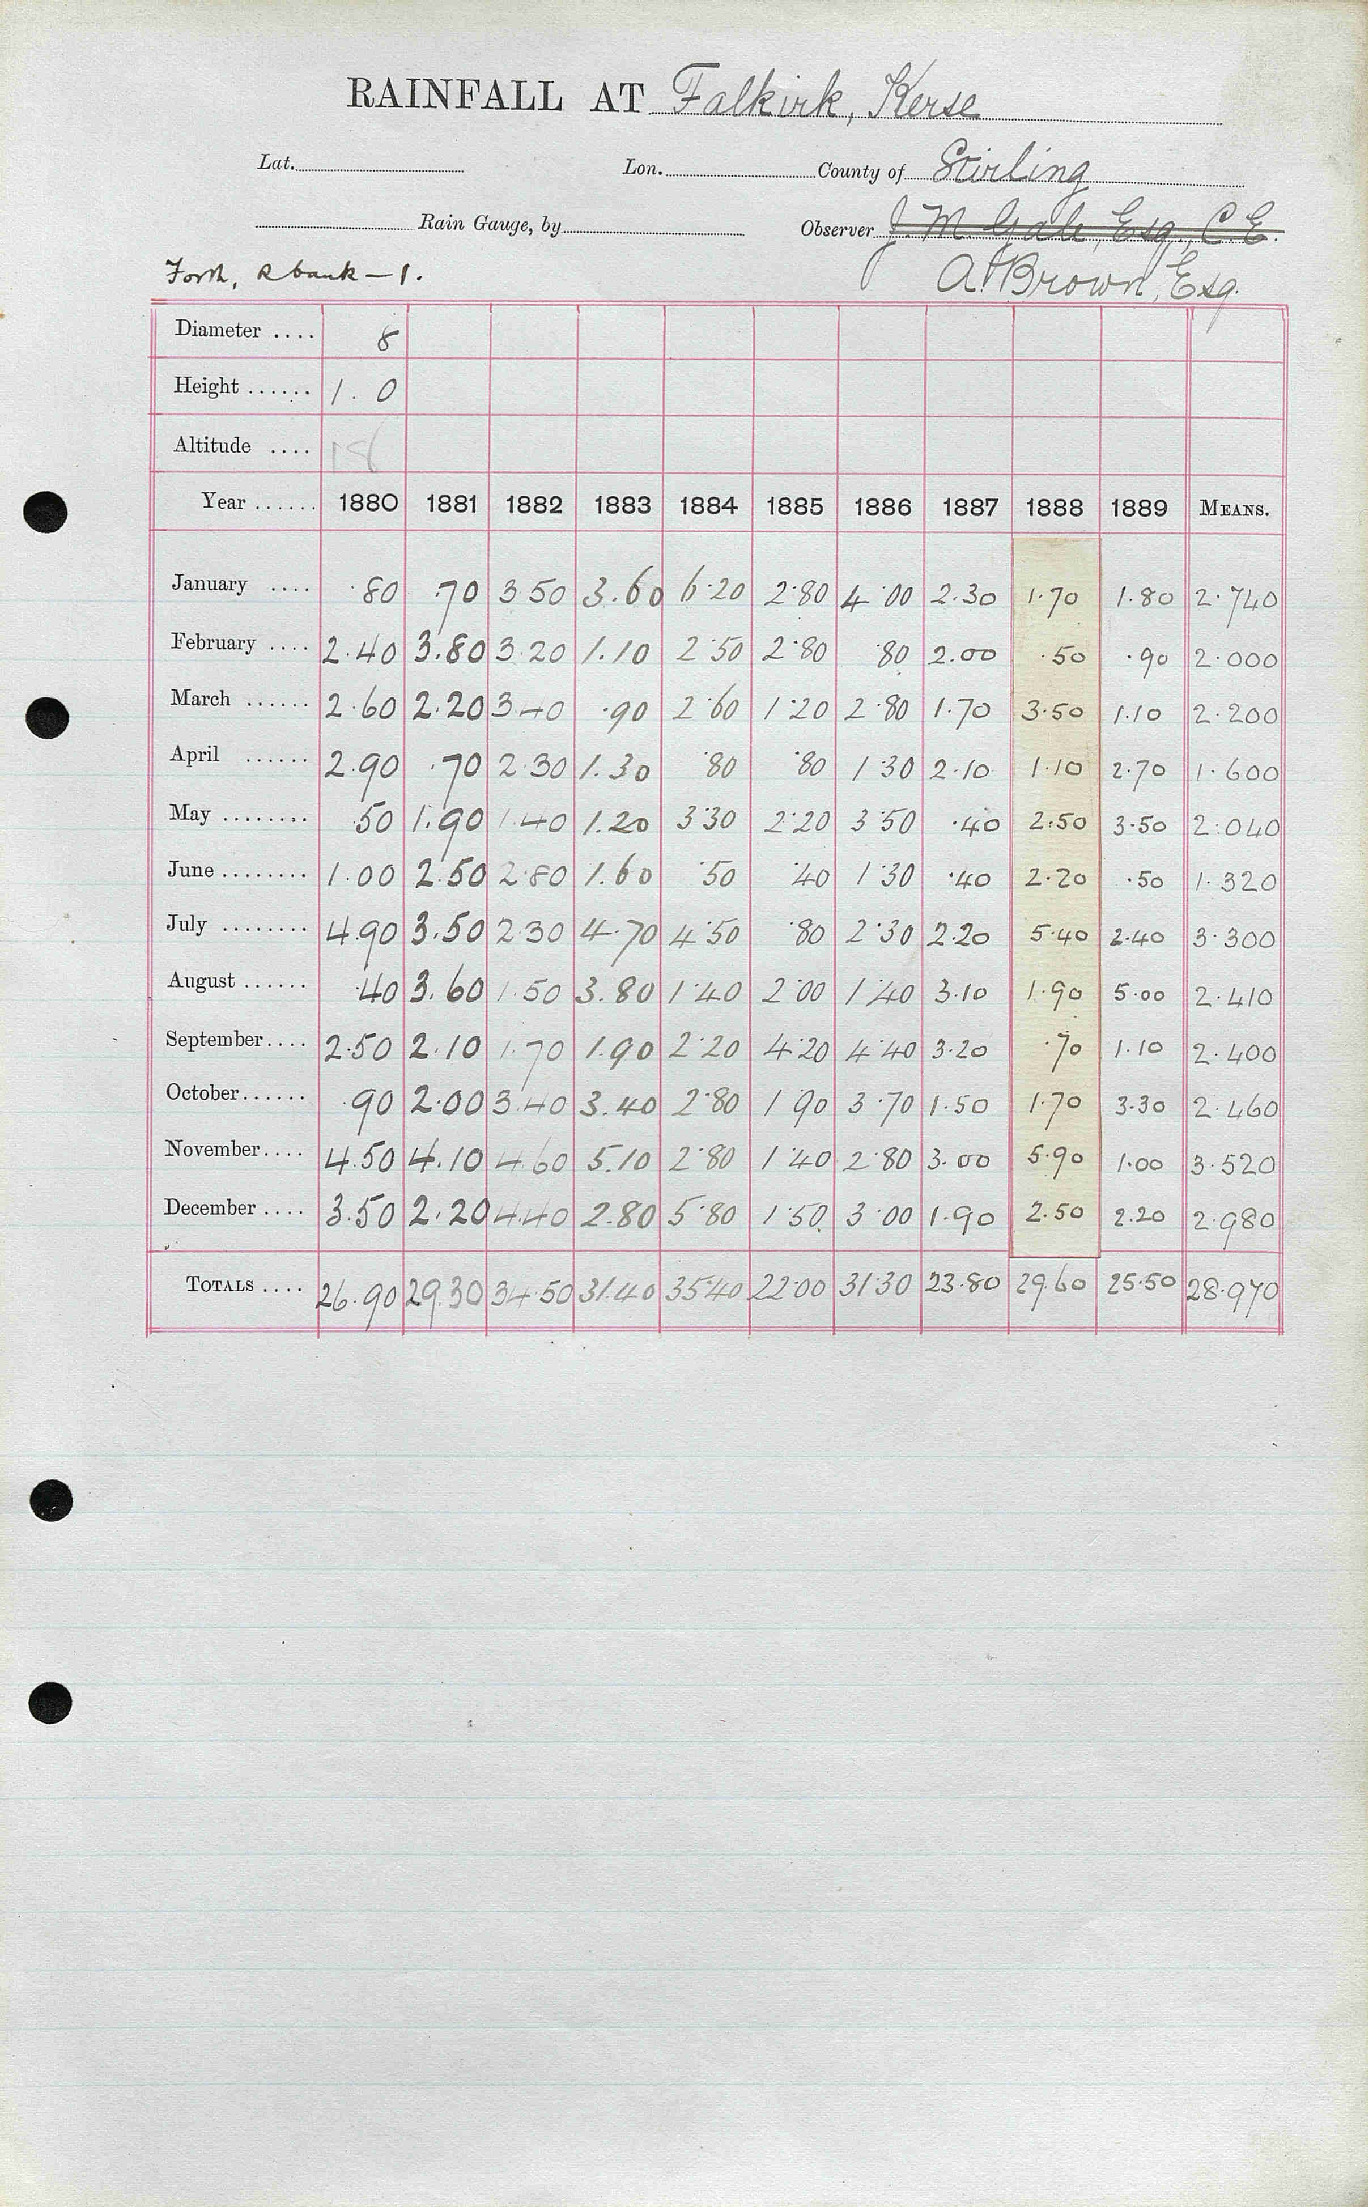 RAINFALL AT Falkirk, Kerse
Lat. Lon. County of Stirling
Rain Gauge, by Observer J. M. Gale, Esq., C.E.
Forth, R bank — 1. A. Brown, Esq.
Diameter .... 8
Height ...... 1. 0
Altitude ....
Year ...... 1880 1881 1882 1883 1884 1885 1886 1887 1888 1889 MEANS.
January .... .80 .70 3.50 3.60 6.20 2.80 4.00 2.30 1.70 1.80 2.740
February .... 2.40 3.80 3.20 1.10 2.50 2.80 .80 2.00 .50 .90 2.000
March ...... 2.60 2.20 3.40 .90 2.60 1.20 2.80 1.70 3.50 1.10 2.200
April ...... 2.90 .70 2.30 1.30 .80 .80 1.30 2.10 1.10 2.70 1.600
May ........ .50 1.90 1.40 1.20 3.30 2.20 3.50 .40 2.50 3.50 2.040
June ........ 1.00 2.50 2.80 1.60 .50 .40 1.30 .40 2.20 .50 1.320
July ........ 4.90 3.50 2.30 4.70 4.50 .80 2.30 2.20 5.40 2.40 3.300
August ...... .40 3.60 1.50 3.80 1.40 2.00 1.40 3.10 1.90 5.00 2.410
September.... 2.50 2.10 1.70 1.90 2.20 4.20 4.40 3.20 .70 1.10 2.400
October...... .90 2.00 3.40 3.40 2.80 1.90 3.70 1.50 1.70 3.30 2.460
November.... 4.50 4.10 4.60 5.10 2.80 1.40 2.80 3.00 5.90 1.00 3.520
December .... 3.50 2.20 4.40 2.80 5.80 1.50 3.00 1.90 2.50 2.20 2.980
TOTALS .... 26.90 29.30 34.50 31.40 35.40 22.00 31.30 23.80 29.60 25.50 28.970